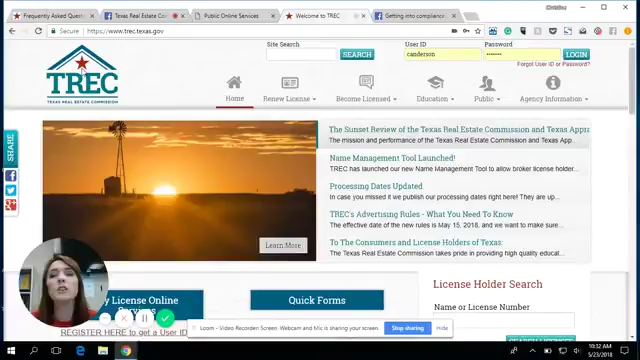 Christina
Frequently Asked Quest
Texas Real Estate Co
Public Online Services
Welcome to TREC
Getting into compliance
Secure
https://www.trec.texas.gov
Site Search
SEARCH
User ID
canderson
Password
••••••••
LOGIN
Forgot User ID or Password?
TREC
TEXAS REAL ESTATE COMMISSION
Home
Renew License
Become Licensed
Education
Public
Agency Information
SHARE
Learn More
The Sunset Review of the Texas Real Estate Commission and Texas Appra
The mission and performance of the Texas Real Estate Commission and Texas App...
Name Management Tool Launched!
TREC has launched our new Name Management Tool to allow broker license holder...
Processing Dates Updated
In case you missed it we publish our processing dates right here! They are up...
TREC's Advertising Rules - What You Need To Know
The effective date of the new rules is May 15, 2018, and we want to make sure...
To The Consumers and License Holders of Texas:
The Texas Real Estate Commission takes pride in providing high quality educat...
My License Online
Services
REGISTER HERE to get a User ID
Quick Forms
License Holder Search
Name or License Number
Loom - Video Recorder: Screen, Webcam and Mic is sharing your screen.
Stop sharing
Hide
10:32 AM
5/23/2018